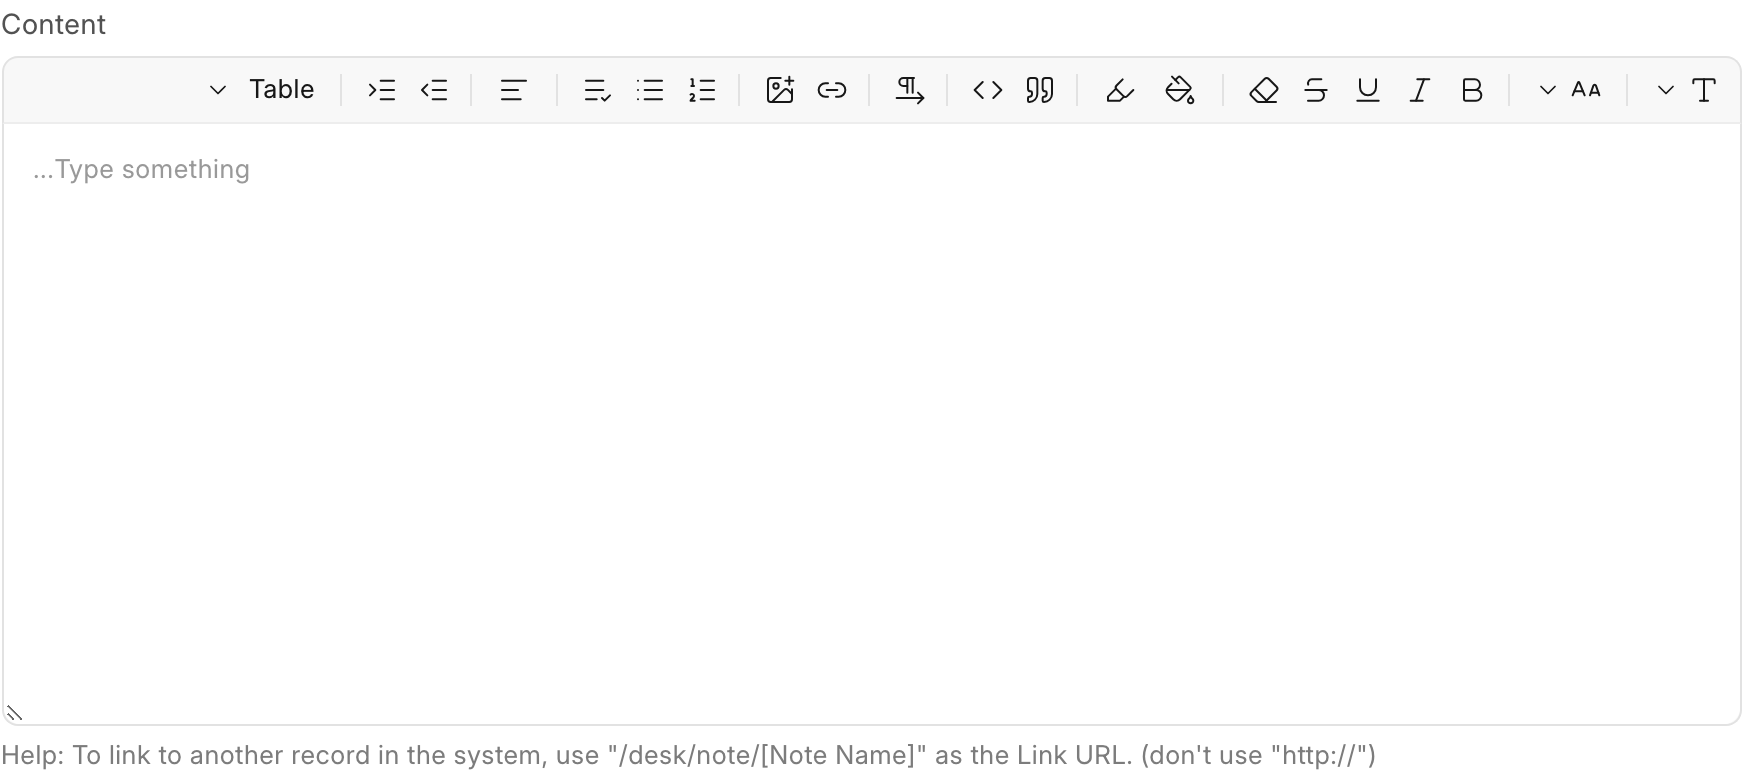 Content
Table
...Type something
Help: To link to another record in the system, use "/desk/note/[Note Name]" as the Link URL. (don't use "http://")